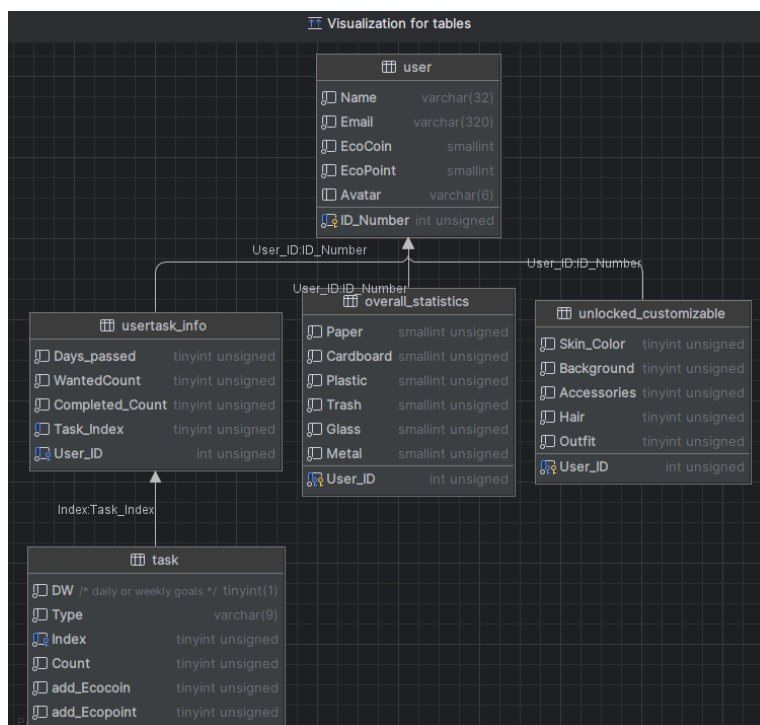 Visualization for tables
user
Name varchar(32)
Email varchar(320)
EcoCoin smallint
EcoPoint smallint
Avatar varchar(6)
ID_Number int unsigned
User_ID:ID_Number
User_ID:ID_Number
User_ID:ID_Number
usertask_info
Days_passed tinyint unsigned
WantedCount tinyint unsigned
Completed_Count tinyint unsigned
Task_Index tinyint unsigned
User_ID int unsigned
overall_statistics
Paper smallint unsigned
Cardboard smallint unsigned
Plastic smallint unsigned
Trash smallint unsigned
Glass smallint unsigned
Metal smallint unsigned
User_ID int unsigned
unlocked_customizable
Skin_Color tinyint unsigned
Background tinyint unsigned
Accessories tinyint unsigned
Hair tinyint unsigned
Outfit tinyint unsigned
User_ID int unsigned
Index:Task_Index
task
DW /* daily or weekly goals */ tinyint(1)
Type varchar(9)
Index tinyint unsigned
Count tinyint unsigned
add_Ecocoin tinyint unsigned
add_Ecopoint tinyint unsigned